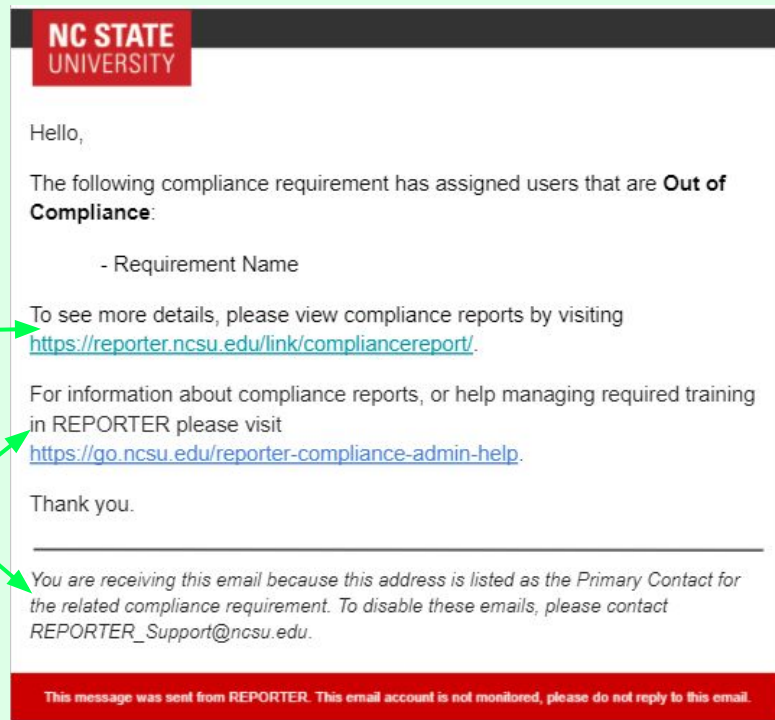 NC STATE
UNIVERSITY
Hello,
The following compliance requirement has assigned users that are Out of
Compliance:
- Requirement Name
To see more details, please view compliance reports by visiting
https://reporter.ncsu.edu/link/compliancereport/.
For information about compliance reports, or help managing required training
in REPORTER please visit
https://go.ncsu.edu/reporter-compliance-admin-help.
Thank you.
You are receiving this email because this address is listed as the Primary Contact for
the related compliance requirement. To disable these emails, please contact
REPORTER_Support@ncsu.edu.
This message was sent from REPORTER. This email account is not monitored, please do not reply to this email.